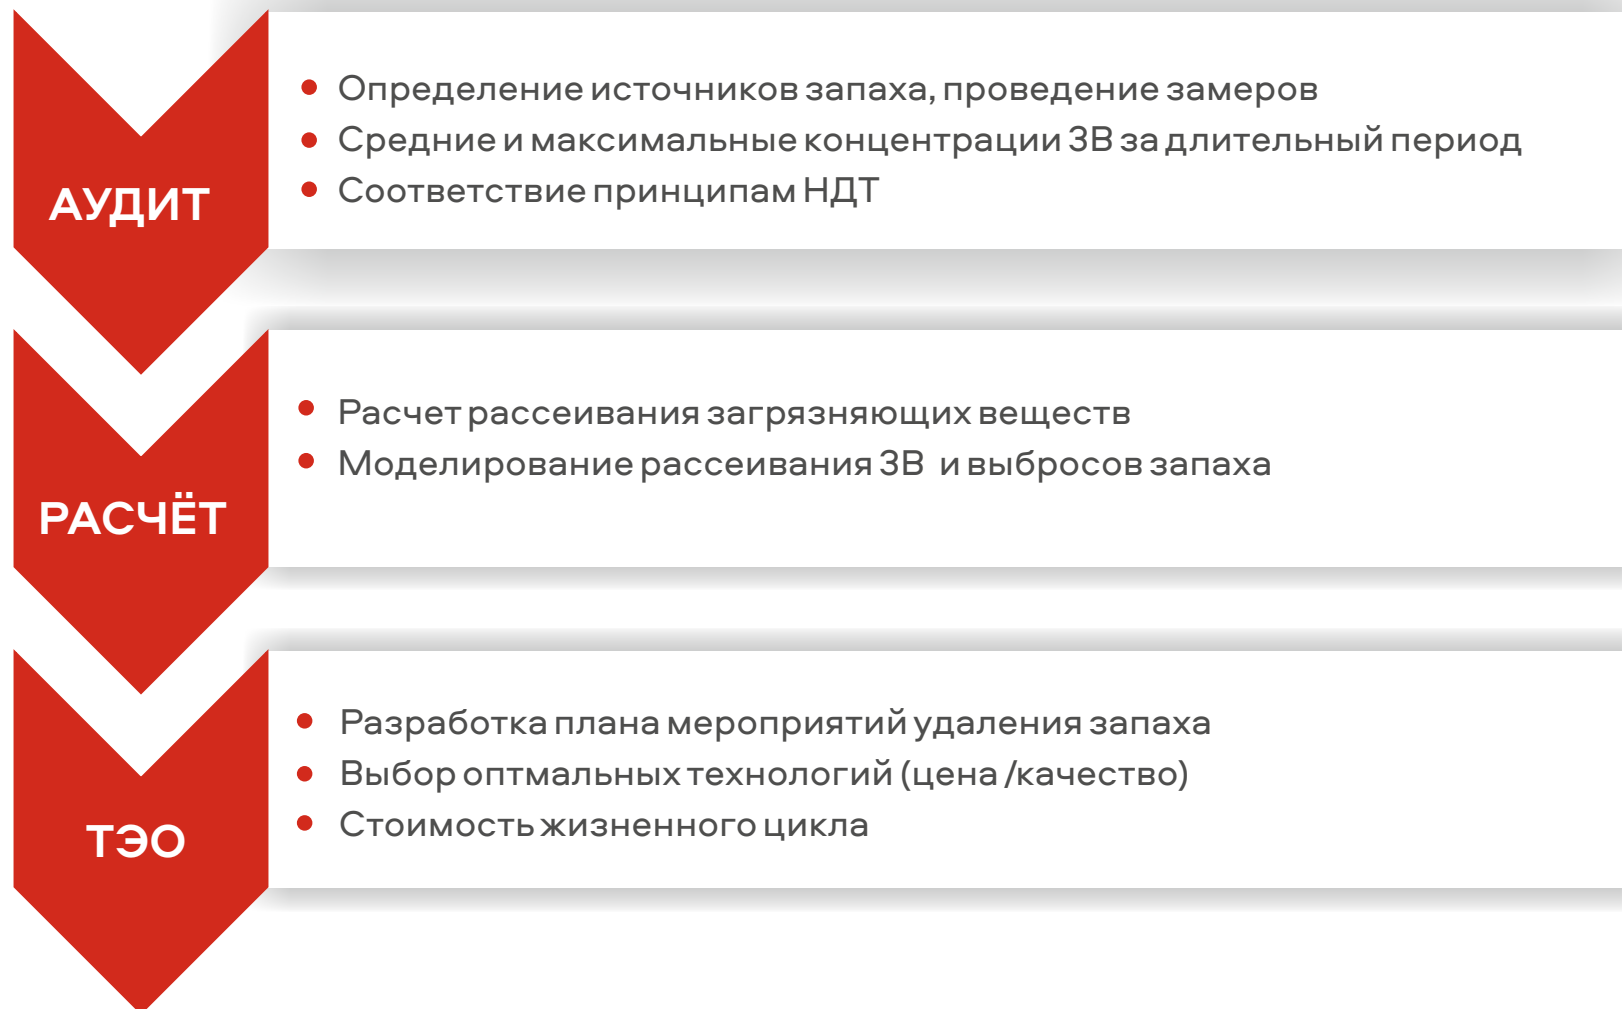 АУДИТ
• Определение источников запаха, проведение замеров
• Средние и максимальные концентрации ЗВ за длительный период
• Соответствие принципам НДТ
РАСЧЁТ
• Расчет рассеивания загрязняющих веществ
• Моделирование рассеивания ЗВ и выбросов запаха
ТЭО
• Разработка плана мероприятий удаления запаха
• Выбор оптмальных технологий (цена /качество)
• Стоимость жизненного цикла